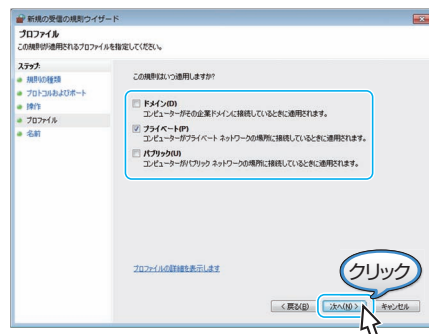 新規の受信の規則ウィザード
プロファイル
この規則が適用されるプロファイルを指定してください。
ステップ:
規則の種類
プロトコルおよびポート
操作
プロファイル
名前
この規則はいつ適用しますか?
ドメイン(D)
コンピューターがその企業ドメインに接続しているときに適用されます。
プライベート(P)
コンピューターがプライベート ネットワークの場所に接続しているときに適用されます。
パブリック(U)
コンピューターがパブリック ネットワークの場所に接続しているときに適用されます。
プロファイルの詳細を表示します
クリック
< 戻る(B)
次へ(N) >
キャンセル